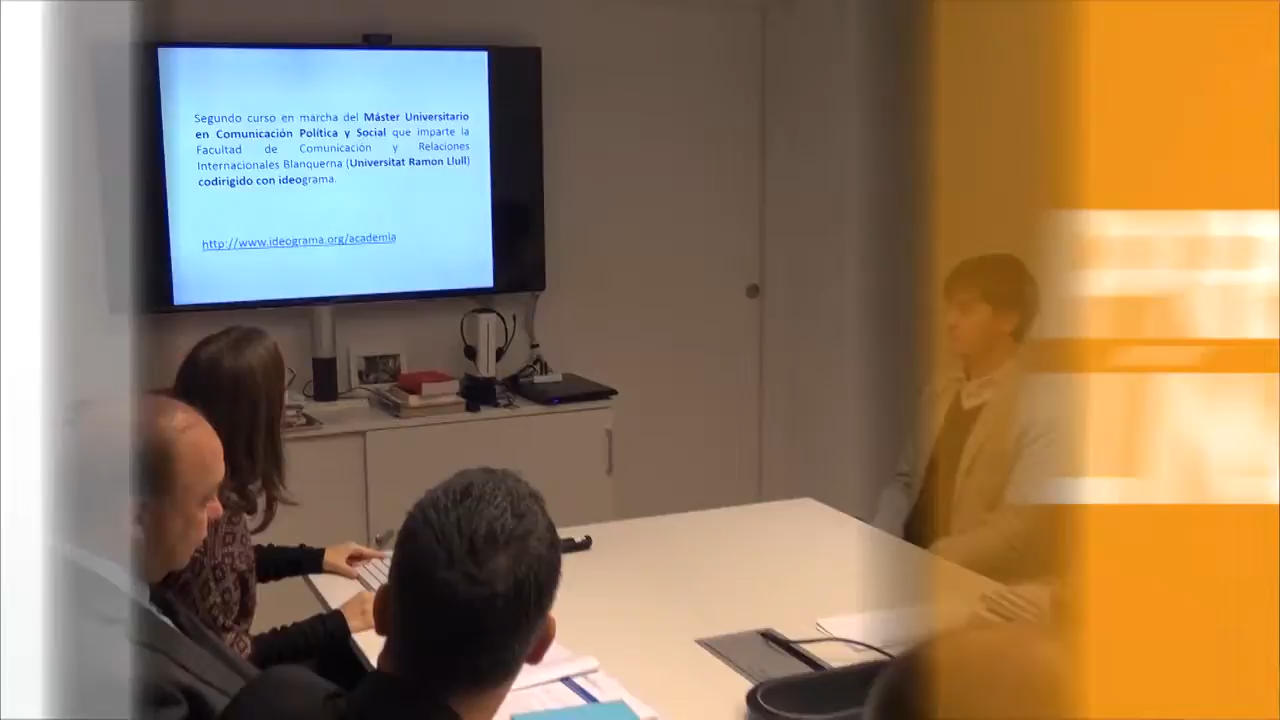 Segundo curso en marcha del Máster Universitario
en Comunicación Política y Social que imparte la
Facultad de Comunicación y Relaciones
Internacionales Blanquerna (Universitat Ramon Llull)
codirigido con ideograma.
http://www.ideograma.org/academia